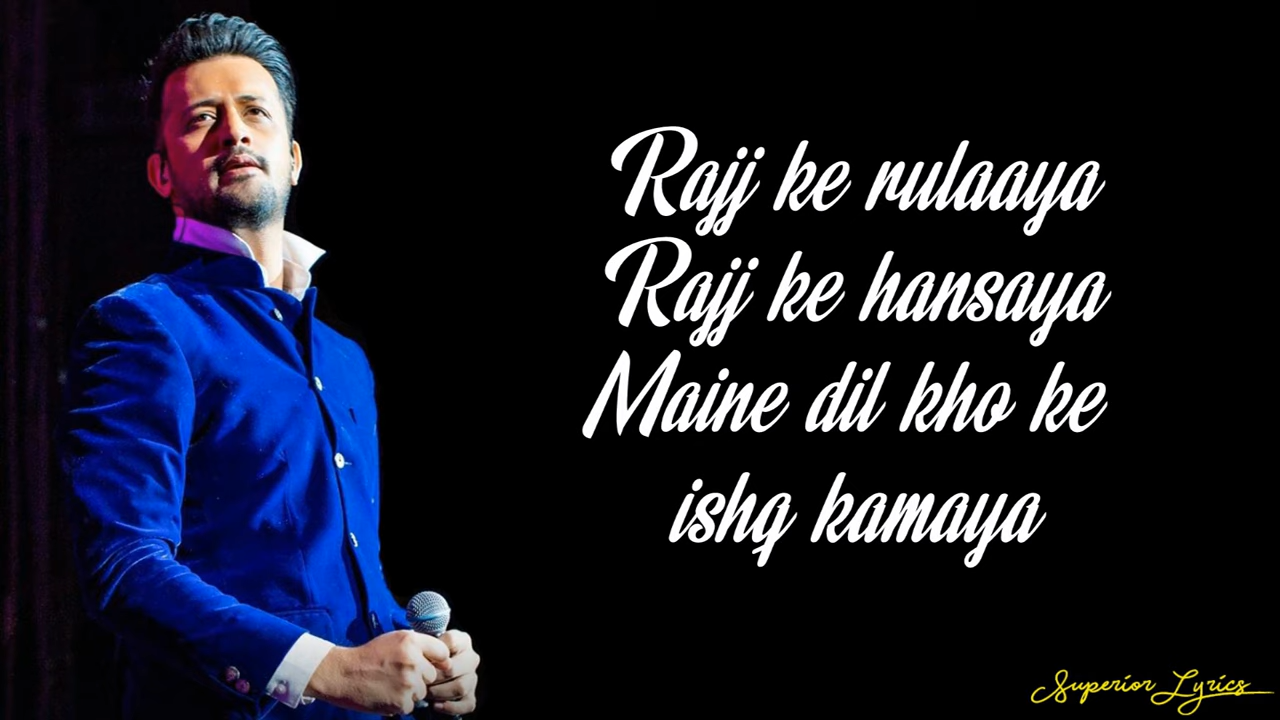 Rajj ke rulaaya
Rajj ke hansaya
Maine dil kho ke
ishq kamaya
Superior Lyrics